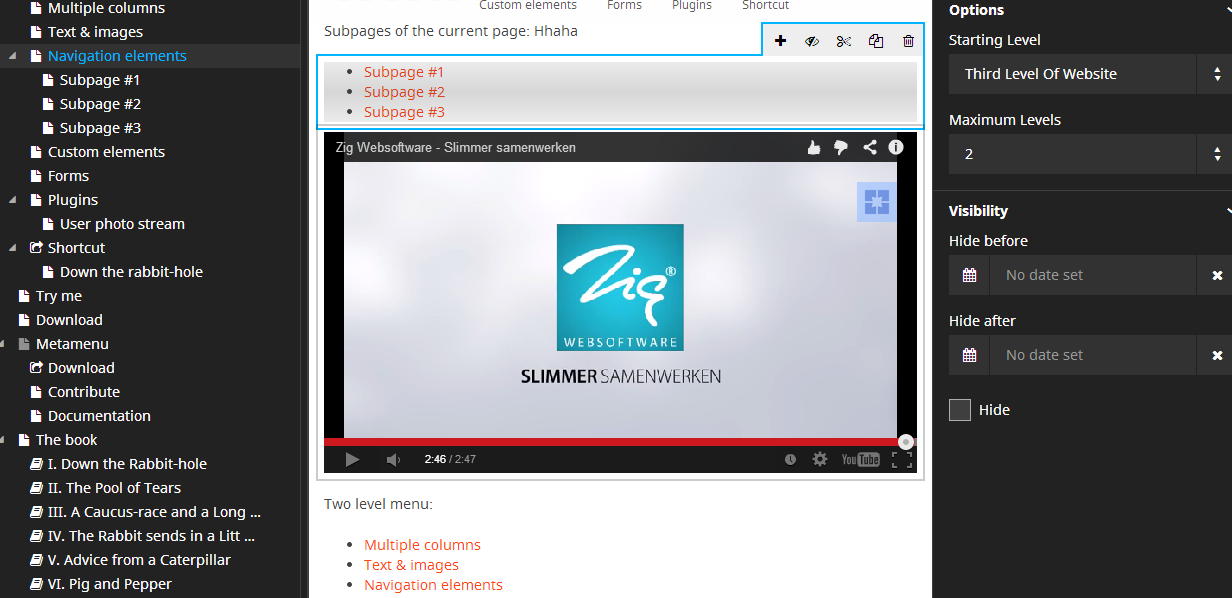 Multiple columns
Text & images
Navigation elements
Subpage #1
Subpage #2
Subpage #3
Custom elements
Forms
Plugins
User photo stream
Shortcut
Down the rabbit-hole
Try me
Download
Metamenu
Download
Contribute
Documentation
The book
I. Down the Rabbit-hole
II. The Pool of Tears
III. A Caucus-race and a Long ...
IV. The Rabbit sends in a Litt ...
V. Advice from a Caterpillar
VI. Pig and Pepper
Custom elements Forms Plugins Shortcut
Subpages of the current page: Hhaha
Subpage #1
Subpage #2
Subpage #3
Zig Websoftware - Slimmer samenwerken
Zig®
WEBSOFTWARE
SLIMMER SAMENWERKEN
2:46 / 2:47
YouTube
Two level menu:
Multiple columns
Text & images
Navigation elements
Options
Starting Level
Third Level Of Website
Maximum Levels
2
Visibility
Hide before
No date set
Hide after
No date set
Hide